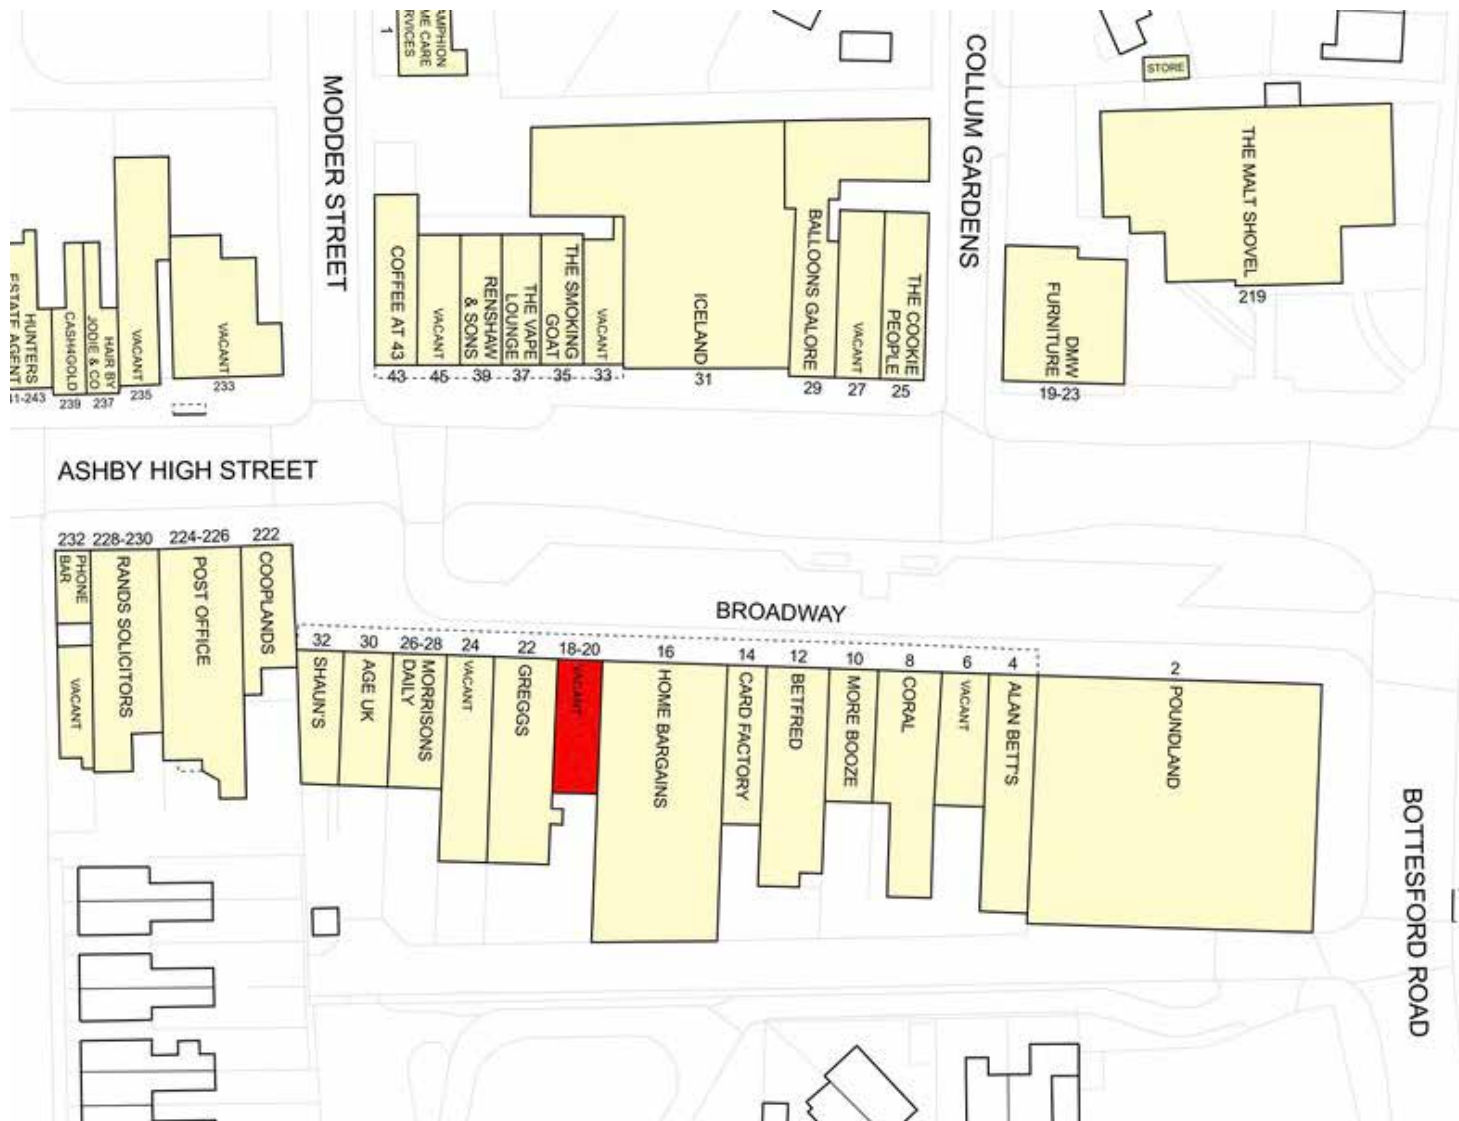 1
AMPHION
ME CARE
RVICES
MODDER STREET
COLLUM GARDENS
STORE
THE MALT SHOVEL
219
HUNTERS
ESTATE AGENT
1-243
CASH4GOLD
239
HAIR BY
JODIE & CO
237
VACANT
235
VACANT
233
COFFEE AT 43
43
VACANT
45
RENSHAW
& SONS
39
THE VAPE
LOUNGE
37
THE SMOKING
GOAT
35
VACANT
33
ICELAND
31
BALLOONS GALORE
29
VACANT
27
THE COOKIE
PEOPLE
25
DMW
FURNITURE
19-23
ASHBY HIGH STREET
232
PHONE
BAR
VACANT
228-230
RANDS SOLICITORS
224-226
POST OFFICE
222
COOPLANDS
BROADWAY
32
SHAUN'S
30
AGE UK
26-28
MORRISONS
DAILY
24
VACANT
22
GREGGS
18-20
VACANT
16
HOME BARGAINS
14
CARD FACTORY
12
BETFRED
10
MORE BOOZE
8
CORAL
6
VACANT
4
ALAN BETT'S
2
POUNDLAND
BOTTESFORD ROAD